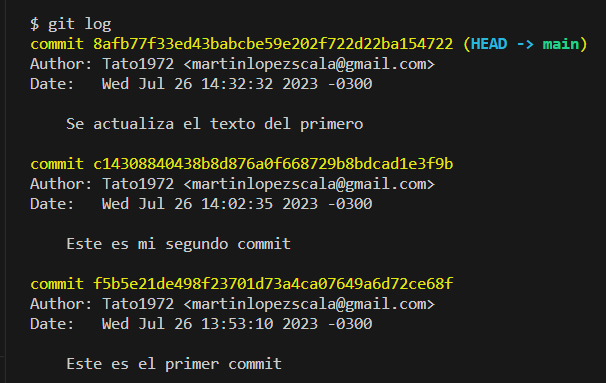 $ git log
commit 8afb77f33ed43babcbe59e202f722d22ba154722 (HEAD -> main)
Author: Tato1972 <martinlopezscala@gmail.com>
Date:   Wed Jul 26 14:32:32 2023 -0300
Se actualiza el texto del primero
commit c14308840438b8d876a0f668729b8bdcad1e3f9b
Author: Tato1972 <martinlopezscala@gmail.com>
Date:   Wed Jul 26 14:02:35 2023 -0300
Este es mi segundo commit
commit f5b5e21de498f23701d73a4ca07649a6d72ce68f
Author: Tato1972 <martinlopezscala@gmail.com>
Date:   Wed Jul 26 13:53:10 2023 -0300
Este es el primer commit